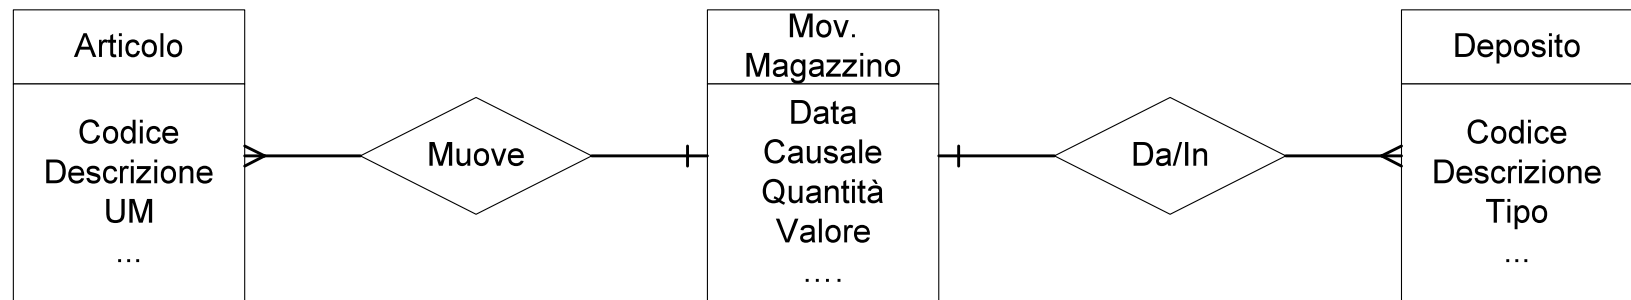 Articolo
Codice
Descrizione
UM
...
Muove
Mov.
Magazzino
Data
Causale
Quantità
Valore
....
Da/In
Deposito
Codice
Descrizione
Tipo
...